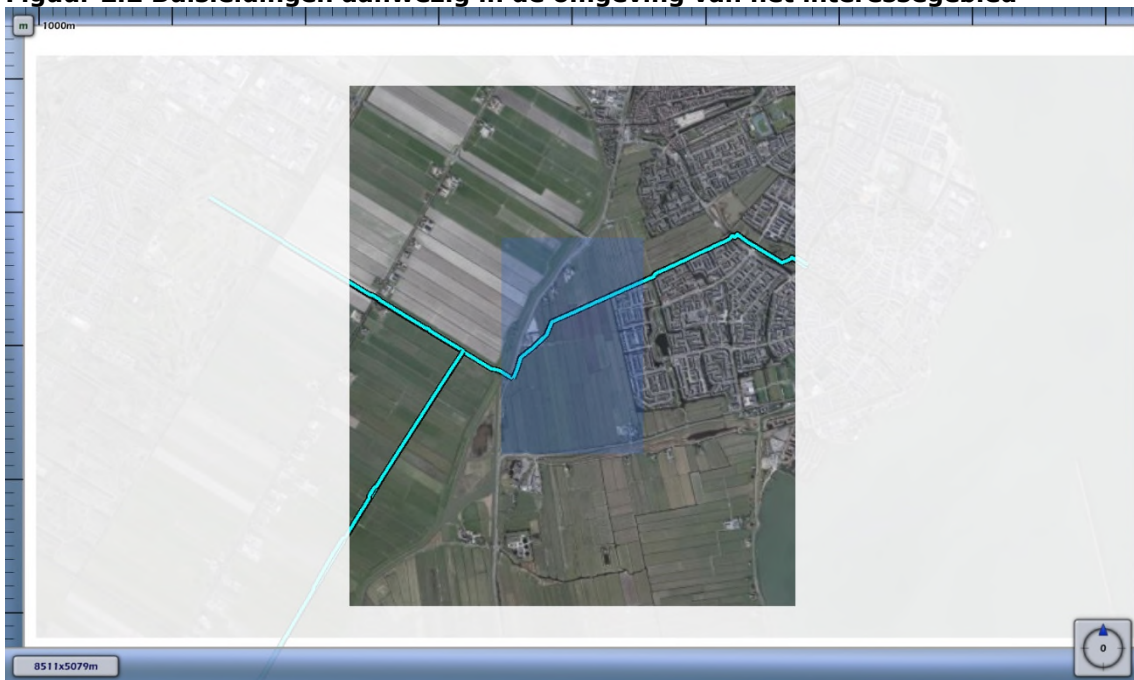 Figuur 2.2 Buisleidingen aanwezig in de omgeving van het interessegebied
m
1000m
8511x5079m
0